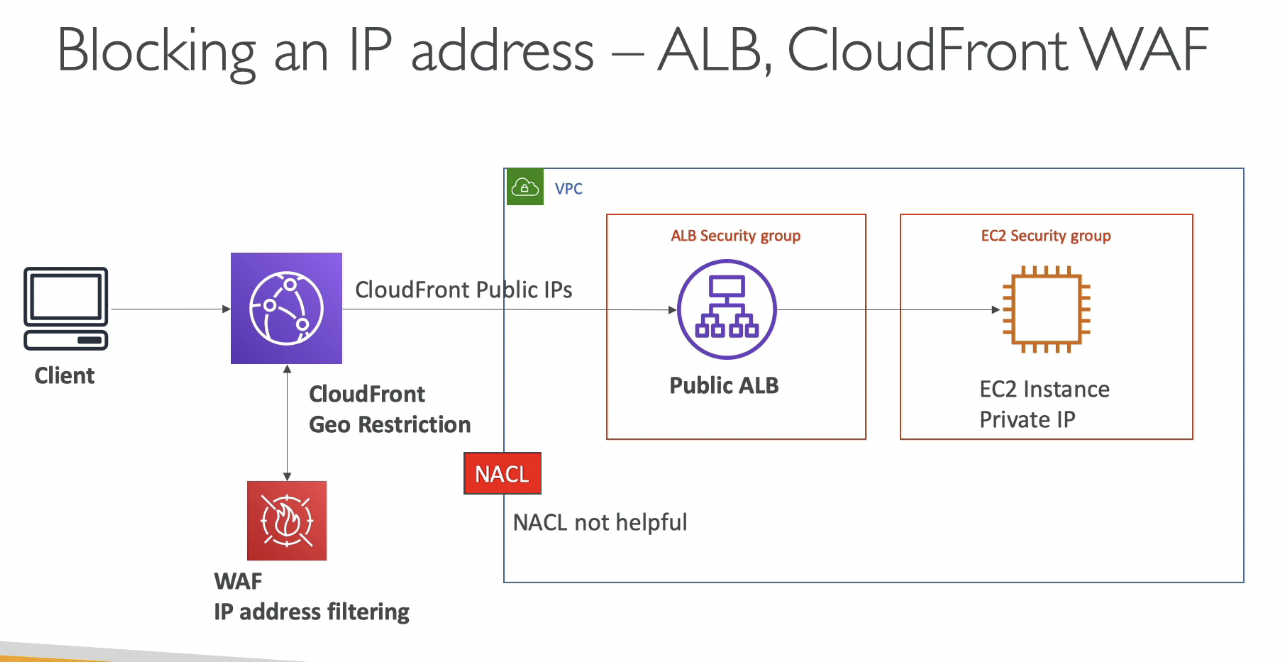 Blocking an IP address – ALB, CloudFront WAF
VPC
ALB Security group
EC2 Security group
CloudFront Public IPs
Client
Public ALB
EC2 Instance
Private IP
CloudFront
Geo Restriction
NACL
NACL not helpful
WAF
IP address filtering